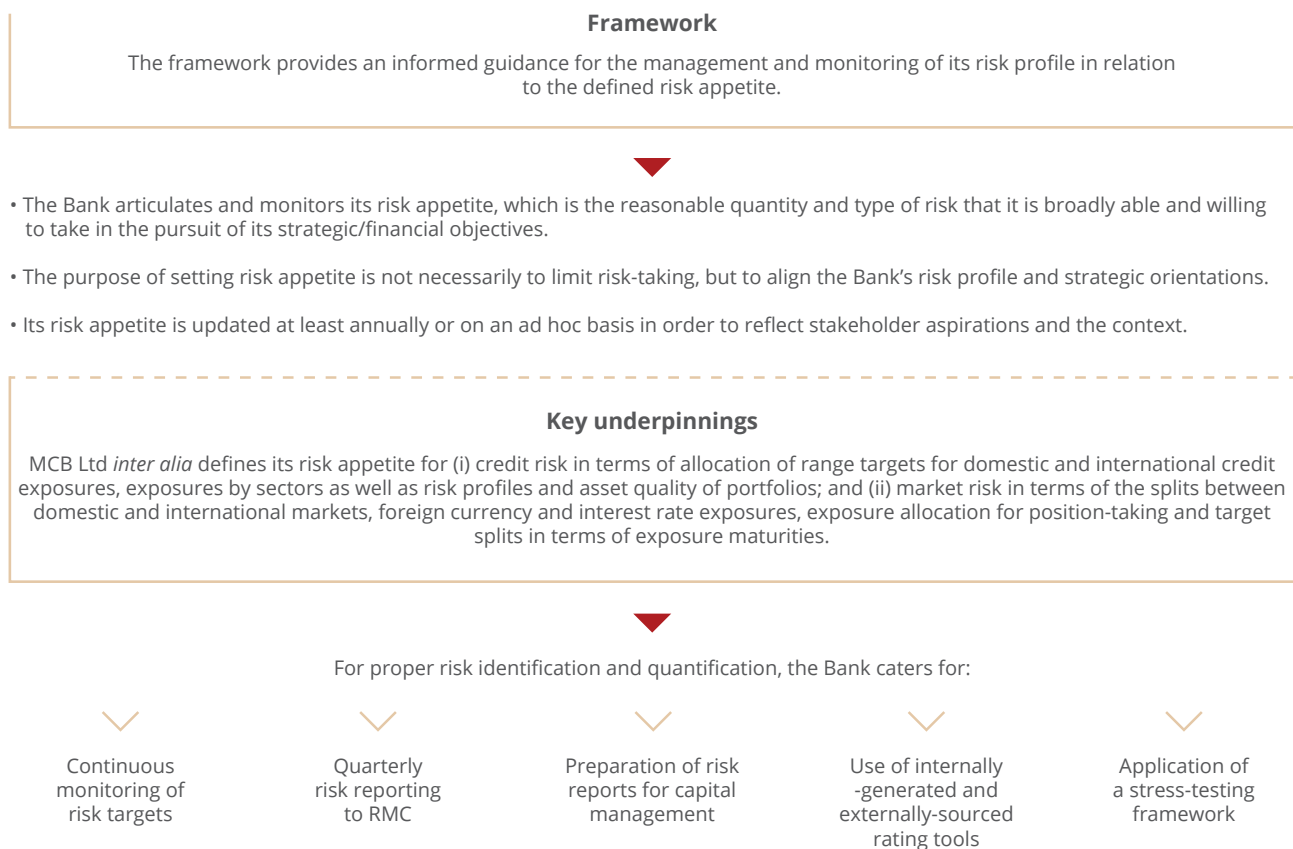 Framework
The framework provides an informed guidance for the management and monitoring of its risk profile in relation
to the defined risk appetite.
• The Bank articulates and monitors its risk appetite, which is the reasonable quantity and type of risk that it is broadly able and willing
to take in the pursuit of its strategic/financial objectives.
• The purpose of setting risk appetite is not necessarily to limit risk-taking, but to align the Bank’s risk profile and strategic orientations.
• Its risk appetite is updated at least annually or on an ad hoc basis in order to reflect stakeholder aspirations and the context.
Key underpinnings
MCB Ltd inter alia defines its risk appetite for (i) credit risk in terms of allocation of range targets for domestic and international credit
exposures, exposures by sectors as well as risk profiles and asset quality of portfolios; and (ii) market risk in terms of the splits between
domestic and international markets, foreign currency and interest rate exposures, exposure allocation for position-taking and target
splits in terms of exposure maturities.
For proper risk identification and quantification, the Bank caters for:
Continuous
monitoring of
risk targets
Quarterly
risk reporting
to RMC
Preparation of risk
reports for capital
management
Use of internally
-generated and
externally-sourced
rating tools
Application of
a stress-testing
framework